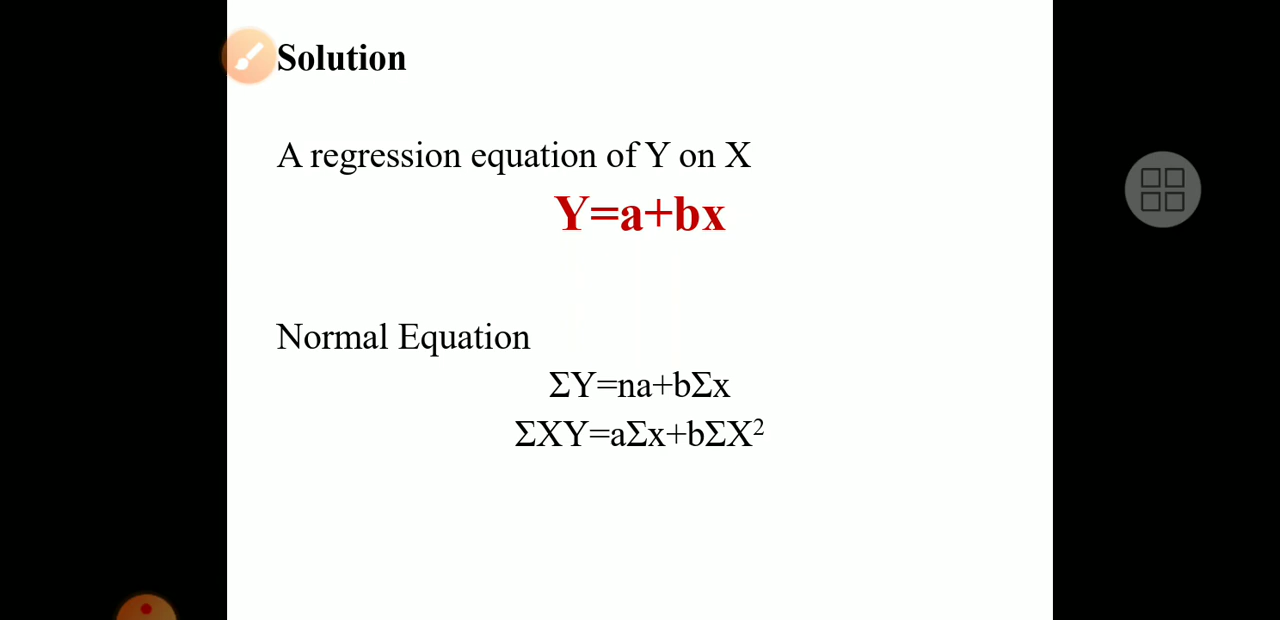 Solution
A regression equation of Y on X
Y=a+bx
Normal Equation
ΣY=na+bΣx
ΣXY=aΣx+bΣX²